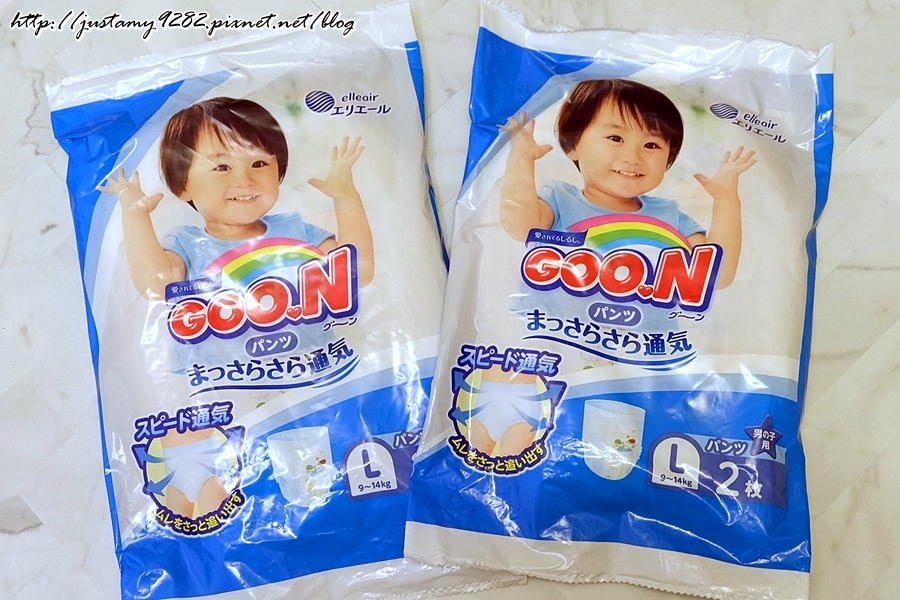 http://justamy9282.pixnet.net/blog
elleair
エリエール
愛されてるしるし。
GOO.N
グ〜ン
パンツ
まっさらさら通気
スピード通気
ムレをさっと追い出す
L
9~14kg
パン
elleair
エリエール
愛されてるしるし。
GOO.N
グ〜ン
パンツ
まっさらさら通気
スピード通気
ムレをさっと追い出す
L
9~14kg
パンツ
2枚
男の子用